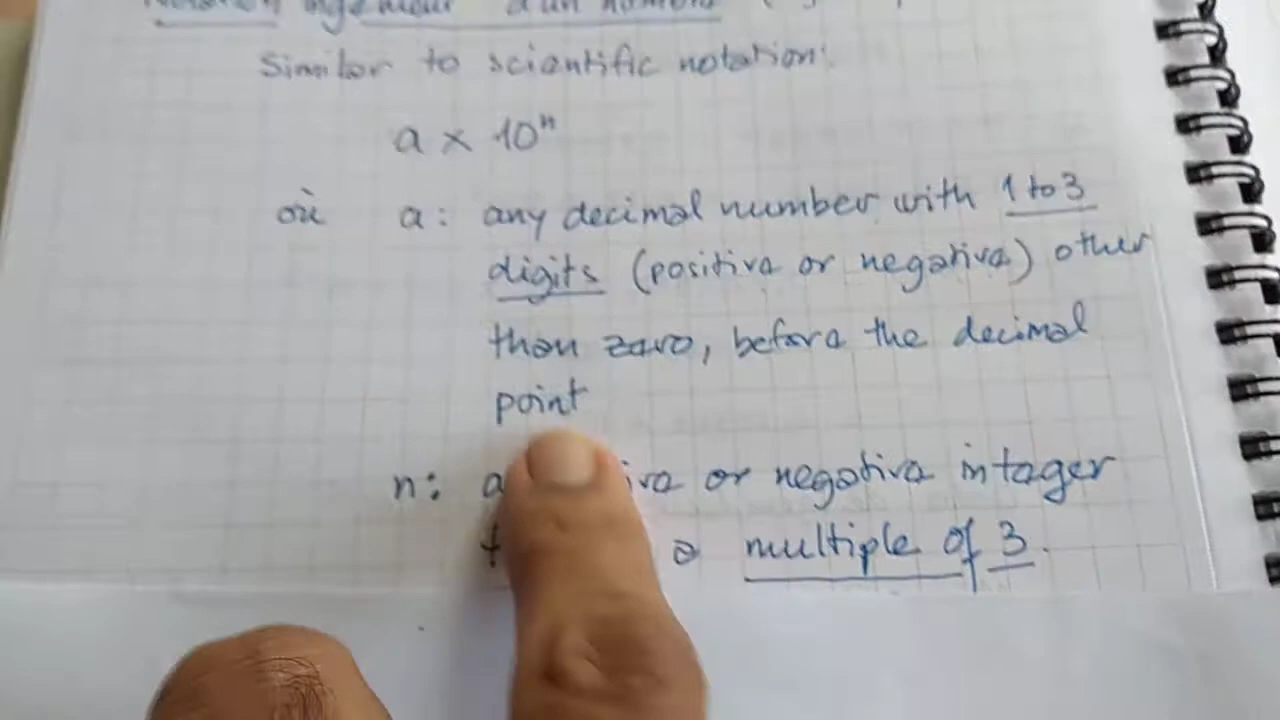 Similar to scientific notation:
a × 10ⁿ
où a: any decimal number with 1 to 3
digits (positive or negative) other
than zero, before the decimal
point
n: or negative integer
a multiple of 3.